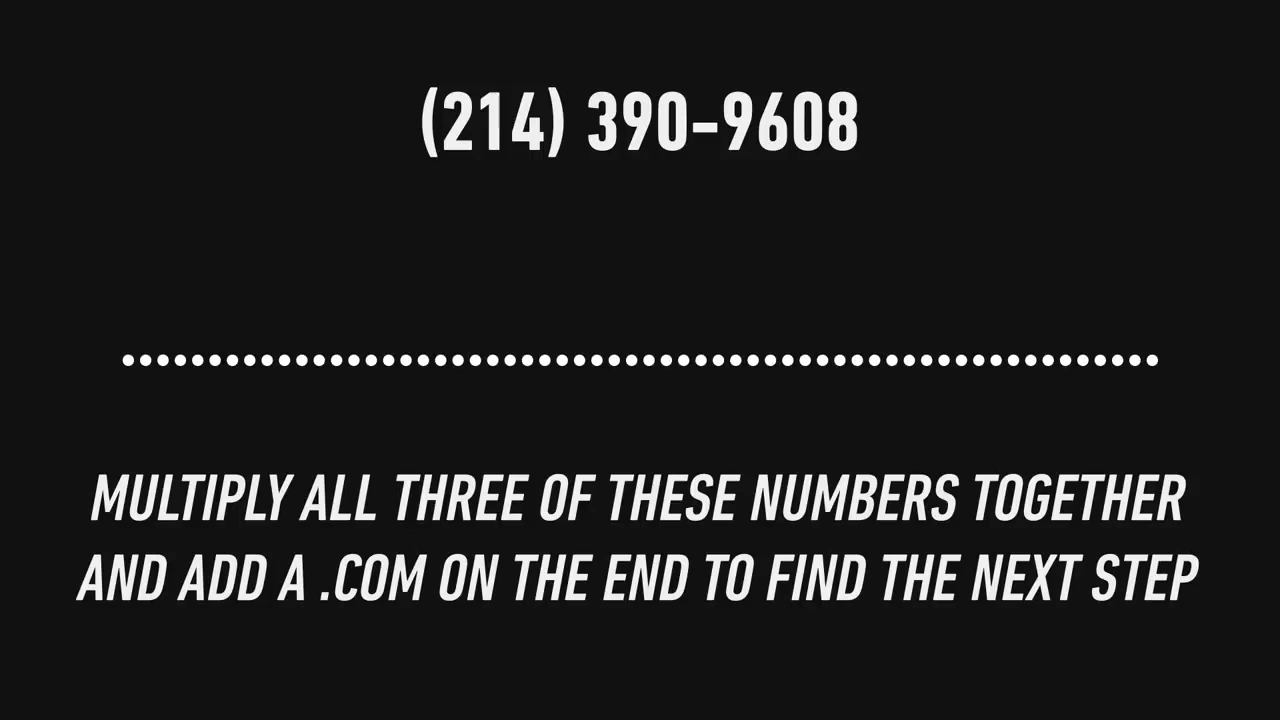 (214) 390-9608
MULTIPLY ALL THREE OF THESE NUMBERS TOGETHER
AND ADD A .COM ON THE END TO FIND THE NEXT STEP